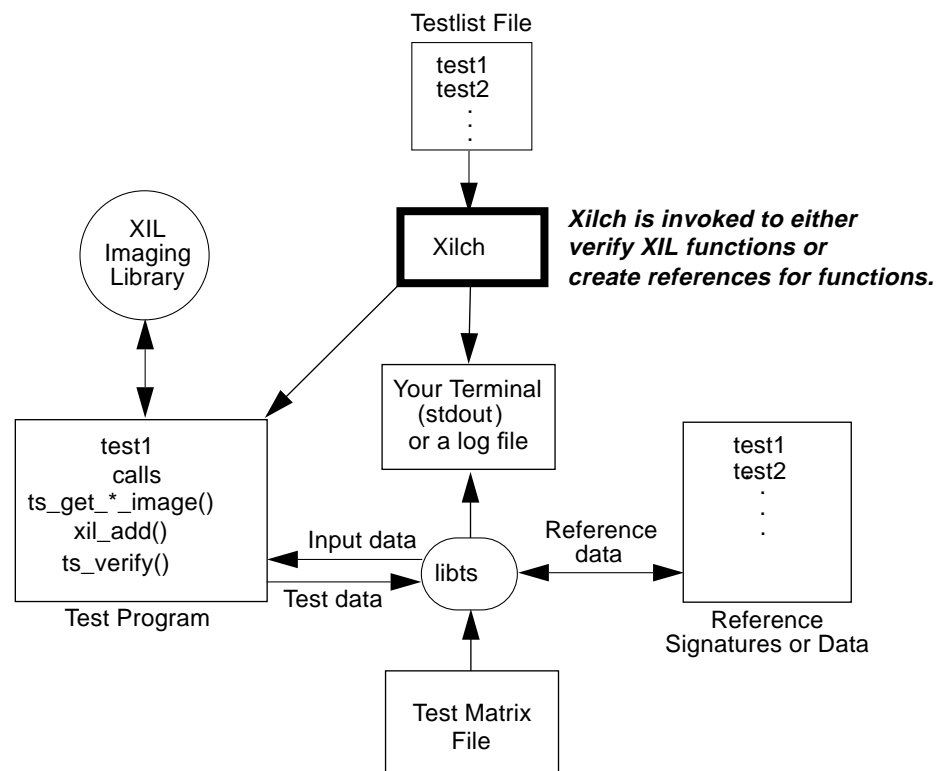 Testlist File
test1
test2
.
.
.
XIL
Imaging
Library
Xilch
Xilch is invoked to either
verify XIL functions or
create references for functions.
Your Terminal
(stdout)
or a log file
test1
calls
ts_get_*_image()
xil_add()
ts_verify()
Test Program
Input data
Test data
libts
Reference
data
test1
test2
.
.
.
Reference
Signatures or Data
Test Matrix
File